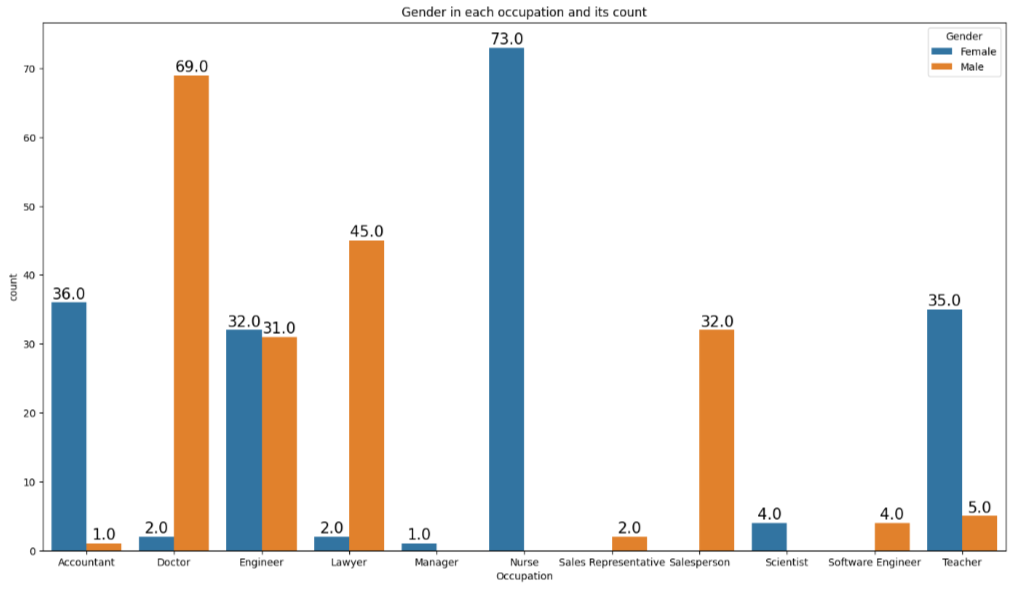 Gender in each occupation and its count
Gender
Female
Male
count
70
60
50
40
30
20
10
0
36.0
1.0
2.0
69.0
32.0
31.0
2.0
45.0
1.0
73.0
2.0
32.0
4.0
4.0
35.0
5.0
Accountant
Doctor
Engineer
Lawyer
Manager
Nurse
Sales Representative
Salesperson
Scientist
Software Engineer
Teacher
Occupation